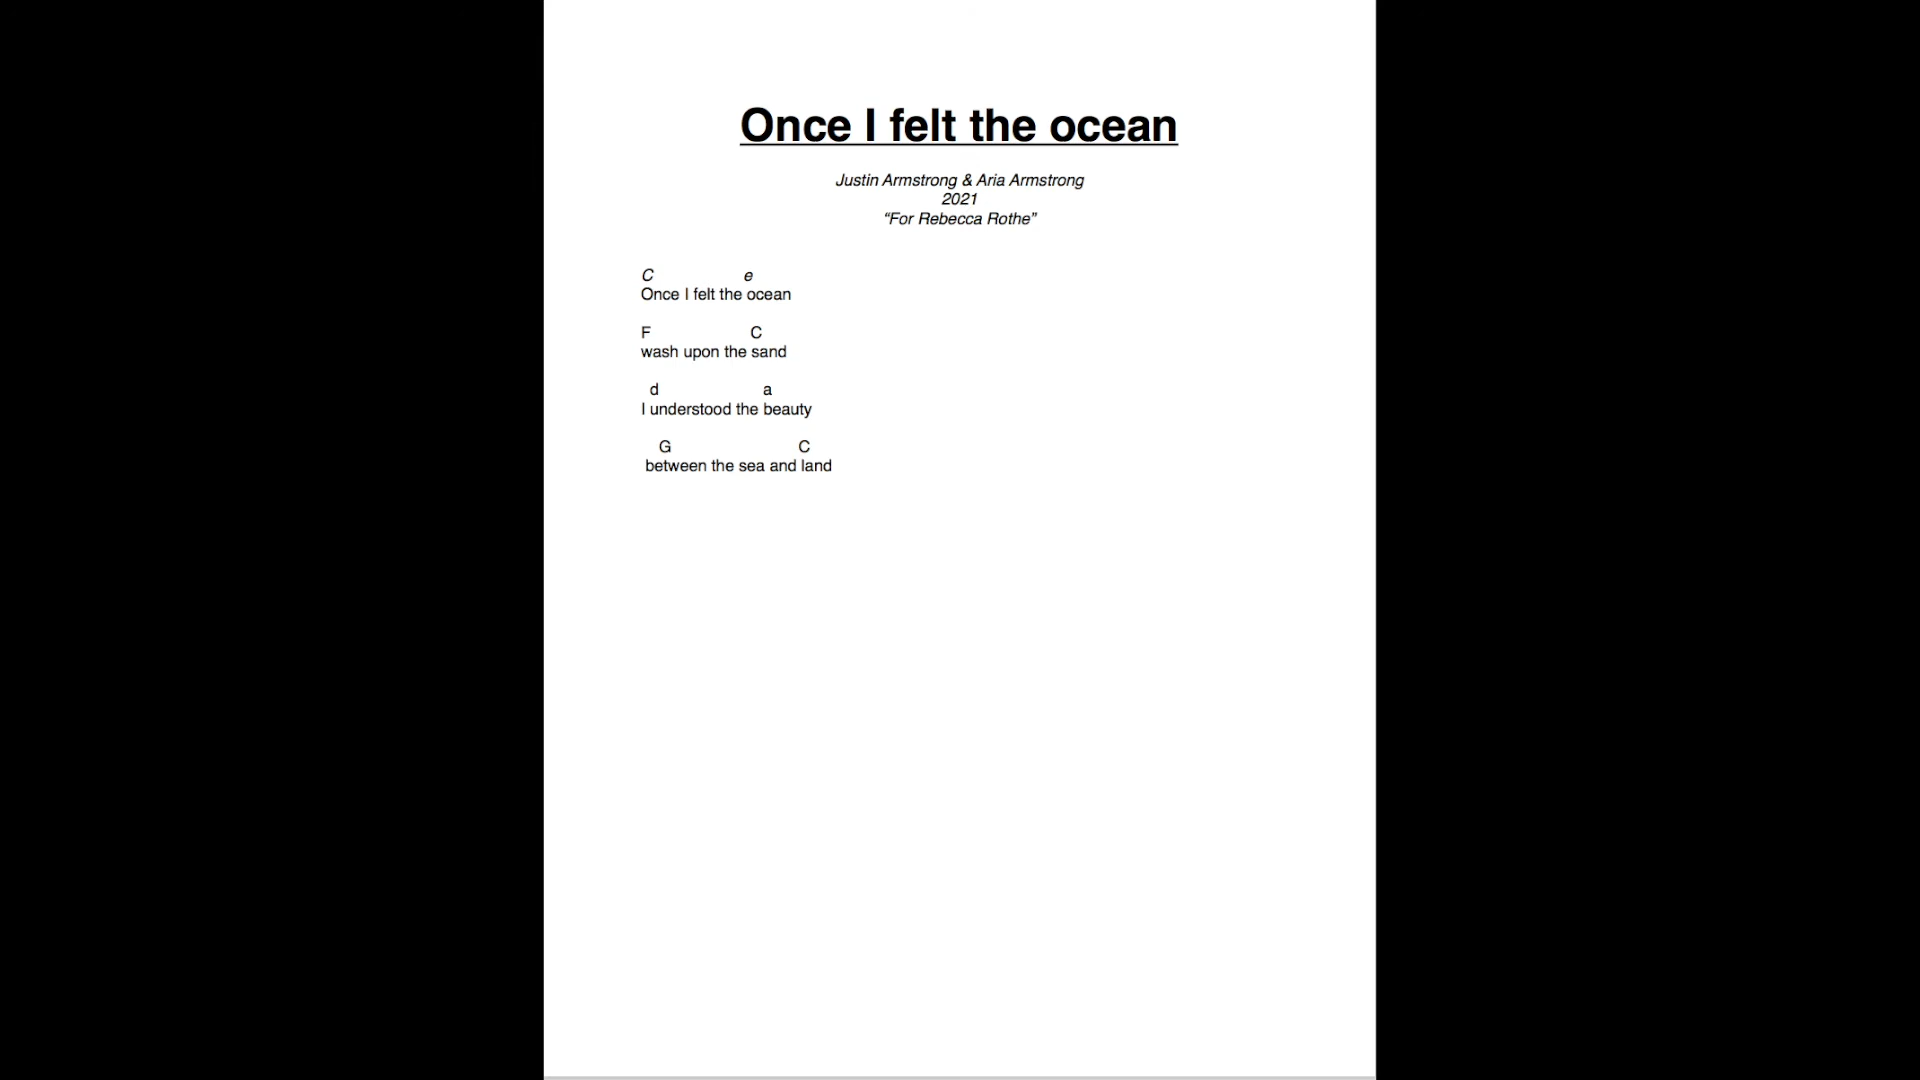 Once I felt the ocean
Justin Armstrong & Aria Armstrong
2021
“For Rebecca Rothe”
C e
Once I felt the ocean
F C
wash upon the sand
d a
I understood the beauty
G C
between the sea and land